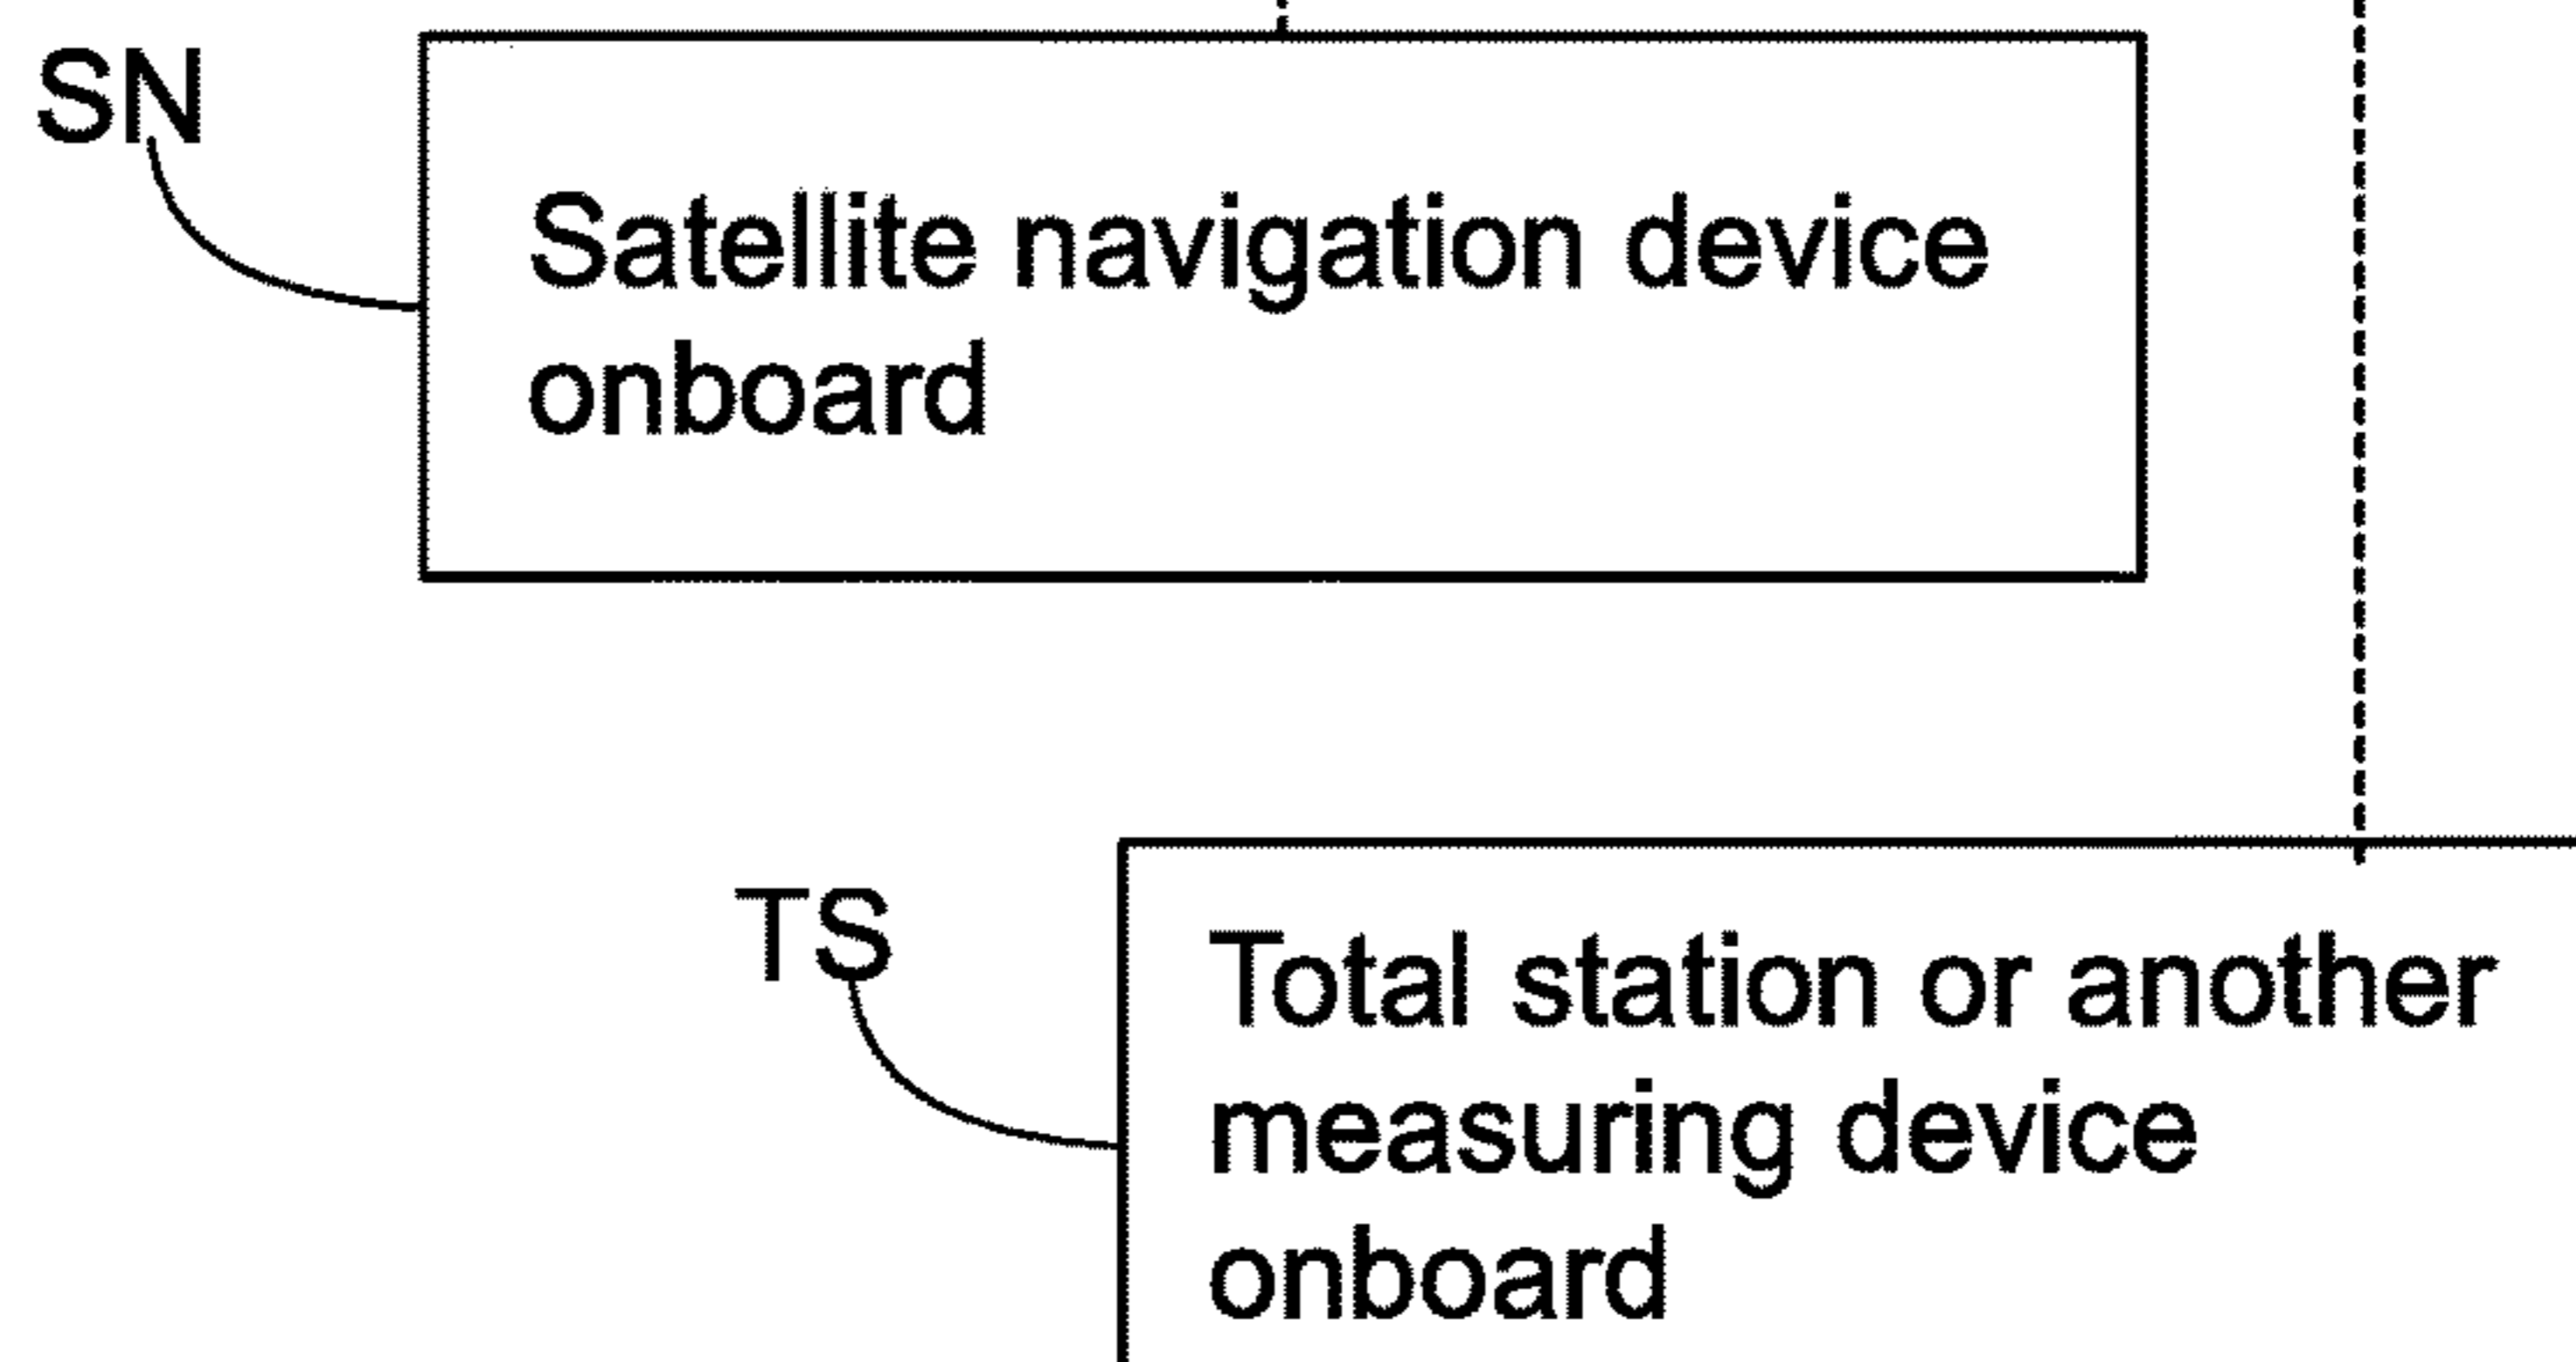 SN
Satellite navigation device
onboard
TS
Total station or another
measuring device
onboard